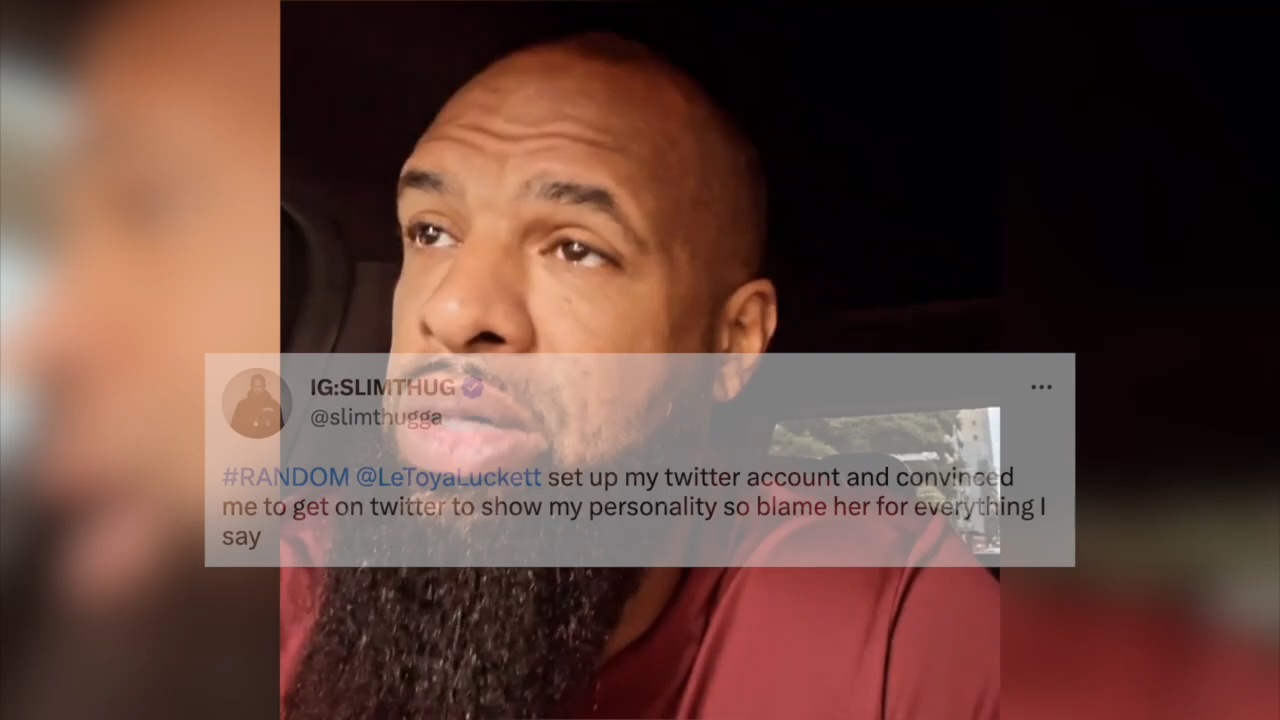 IG:SLIMTHUG
@slimthugga
#RANDOM @LeToyaLuckett set up my twitter account and convinced
me to get on twitter to show my personality so blame her for everything I
say